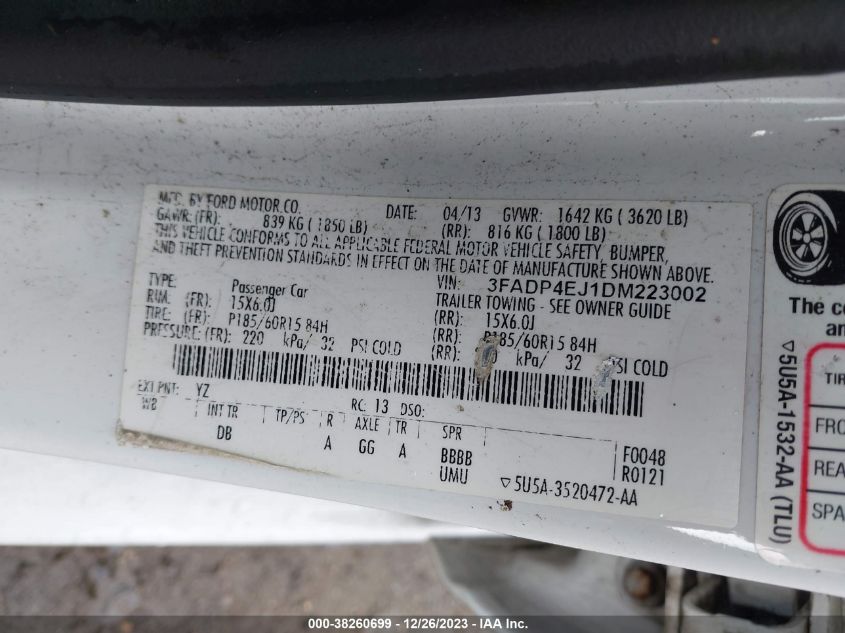 MFD. BY FORD MOTOR CO.
DATE: 04/13 GVWR: 1642 KG ( 3620 LB)
GAWR: (FR): 839 KG ( 1850 LB) (RR): 816 KG ( 1800 LB)
THIS VEHICLE CONFORMS TO ALL APPLICABLE FEDERAL MOTOR VEHICLE SAFETY, BUMPER,
AND THEFT PREVENTION STANDARDS IN EFFECT ON THE DATE OF MANUFACTURE SHOWN ABOVE.
VIN: 3FADP4EJ1DM223002
TYPE: Passenger Car TRAILER TOWING - SEE OWNER GUIDE
RIM: (FR): 15X6.0J (RR): 15X6.0J
TIRE: (FR): P185/60R15 84H (RR): P185/60R15 84H
PRESSURE: (FR): 220 kPa/ 32 PSI COLD (RR): kPa/ 32 PSI COLD
EXT PNT: YZ RC: 13 DSO:
WB INT TR TP/PS R AXLE TR SPR
DB A GG A BBBB F0048
UMU R0121
▽5U5A-3520472-AA
The
an
TIR
FRO
REA
SPA
▽5U5A-1532-AA (TLU)
000-38260699 - 12/26/2023 - IAA Inc.